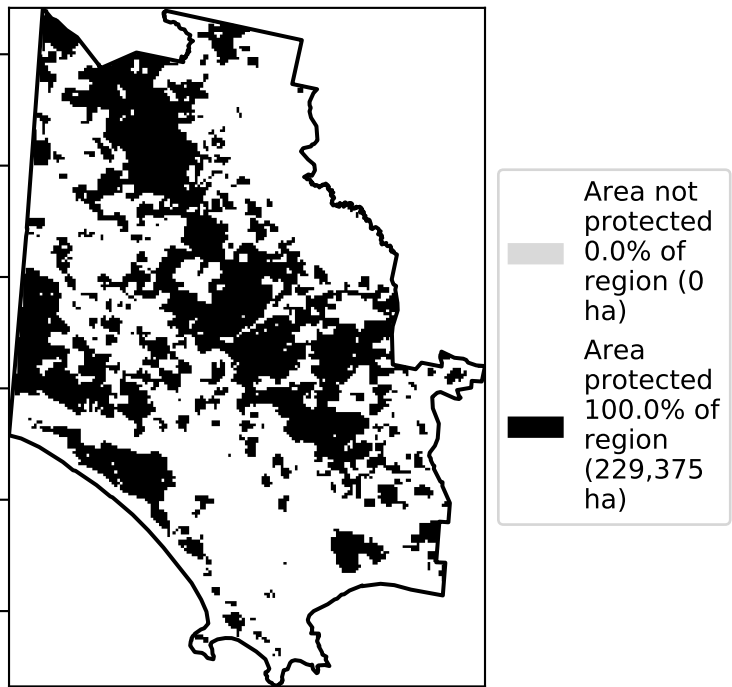 Area not
protected
0.0% of
region (0
ha)
Area
protected
100.0% of
region
(229,375
ha)